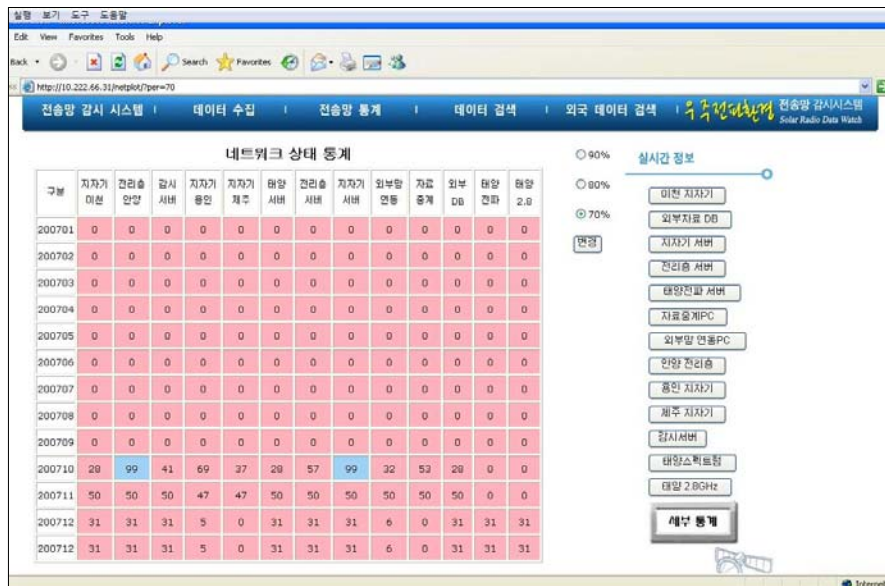 실행 보기 도구 도움말
Edit View Favorites Tools Help
Back Search Favorites
http://10.222.66.31/netplot/?per=70
전송망 감시 시스템 데이터 수집 전송망 통계 데이터 검색 외국 데이터 검색 우주전파환경 전송망 감시시스템
Solar Radio Data Watch
네트워크 상태 통계
구분 지자기 이천 전리층 안양 감시 서버 지자기 용인 지자기 제주 태양 서버 전리층 서버 지자기 서버 외부망 연동 자료 중계 외부 DB 태양 전파 태양 2.8
200701 0 0 0 0 0 0 0 0 0 0 0 0 0
200702 0 0 0 0 0 0 0 0 0 0 0 0 0
200703 0 0 0 0 0 0 0 0 0 0 0 0 0
200704 0 0 0 0 0 0 0 0 0 0 0 0 0
200705 0 0 0 0 0 0 0 0 0 0 0 0 0
200706 0 0 0 0 0 0 0 0 0 0 0 0 0
200707 0 0 0 0 0 0 0 0 0 0 0 0 0
200708 0 0 0 0 0 0 0 0 0 0 0 0 0
200709 0 0 0 0 0 0 0 0 0 0 0 0 0
200710 28 99 41 69 37 28 57 99 32 53 28 0 0
200711 50 50 50 47 47 50 50 50 50 50 50 0 0
200712 31 31 31 5 0 31 31 31 6 0 31 31 31
200712 31 31 31 5 0 31 31 31 6 0 31 31 31
90%
80%
70%
변경
실시간 정보
이천 지자기
외부자료 DB
지자기 서버
전리층 서버
태양전파 서버
자료중계PC
외부망 연동PC
안양 전리층
용인 지자기
제주 지자기
감시서버
태양스펙트럼
태양 2.8GHz
세부 통계
Internet